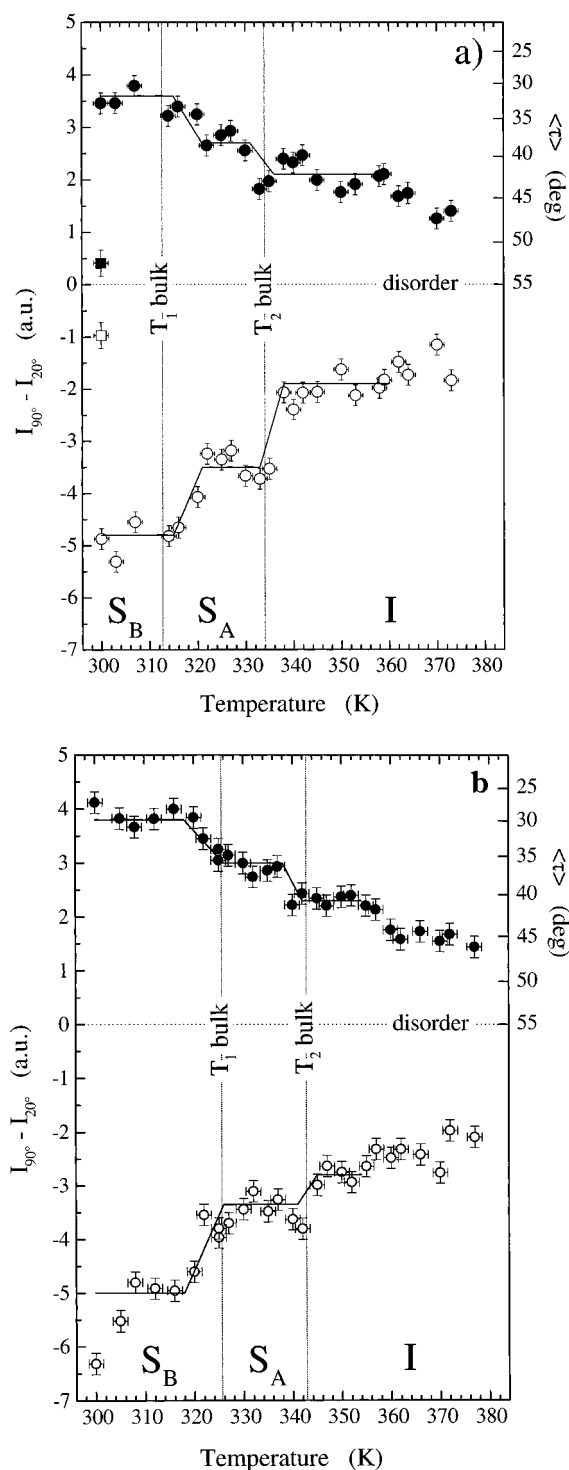 a)
5
4
3
2
1
0
-1
-2
-3
-4
-5
-6
-7
I90° - I20° (a.u.)
25
30
35
40
45
50
55
<τ> (deg)
T1 bulk
T2 bulk
disorder
SB
SA
I
300 310 320 330 340 350 360 370 380
Temperature (K)
b
5
4
3
2
1
0
-1
-2
-3
-4
-5
-6
-7
I90° - I20° (a.u.)
25
30
35
40
45
50
55
<τ> (deg)
T1 bulk
T2 bulk
disorder
SB
SA
I
300 310 320 330 340 350 360 370 380
Temperature (K)